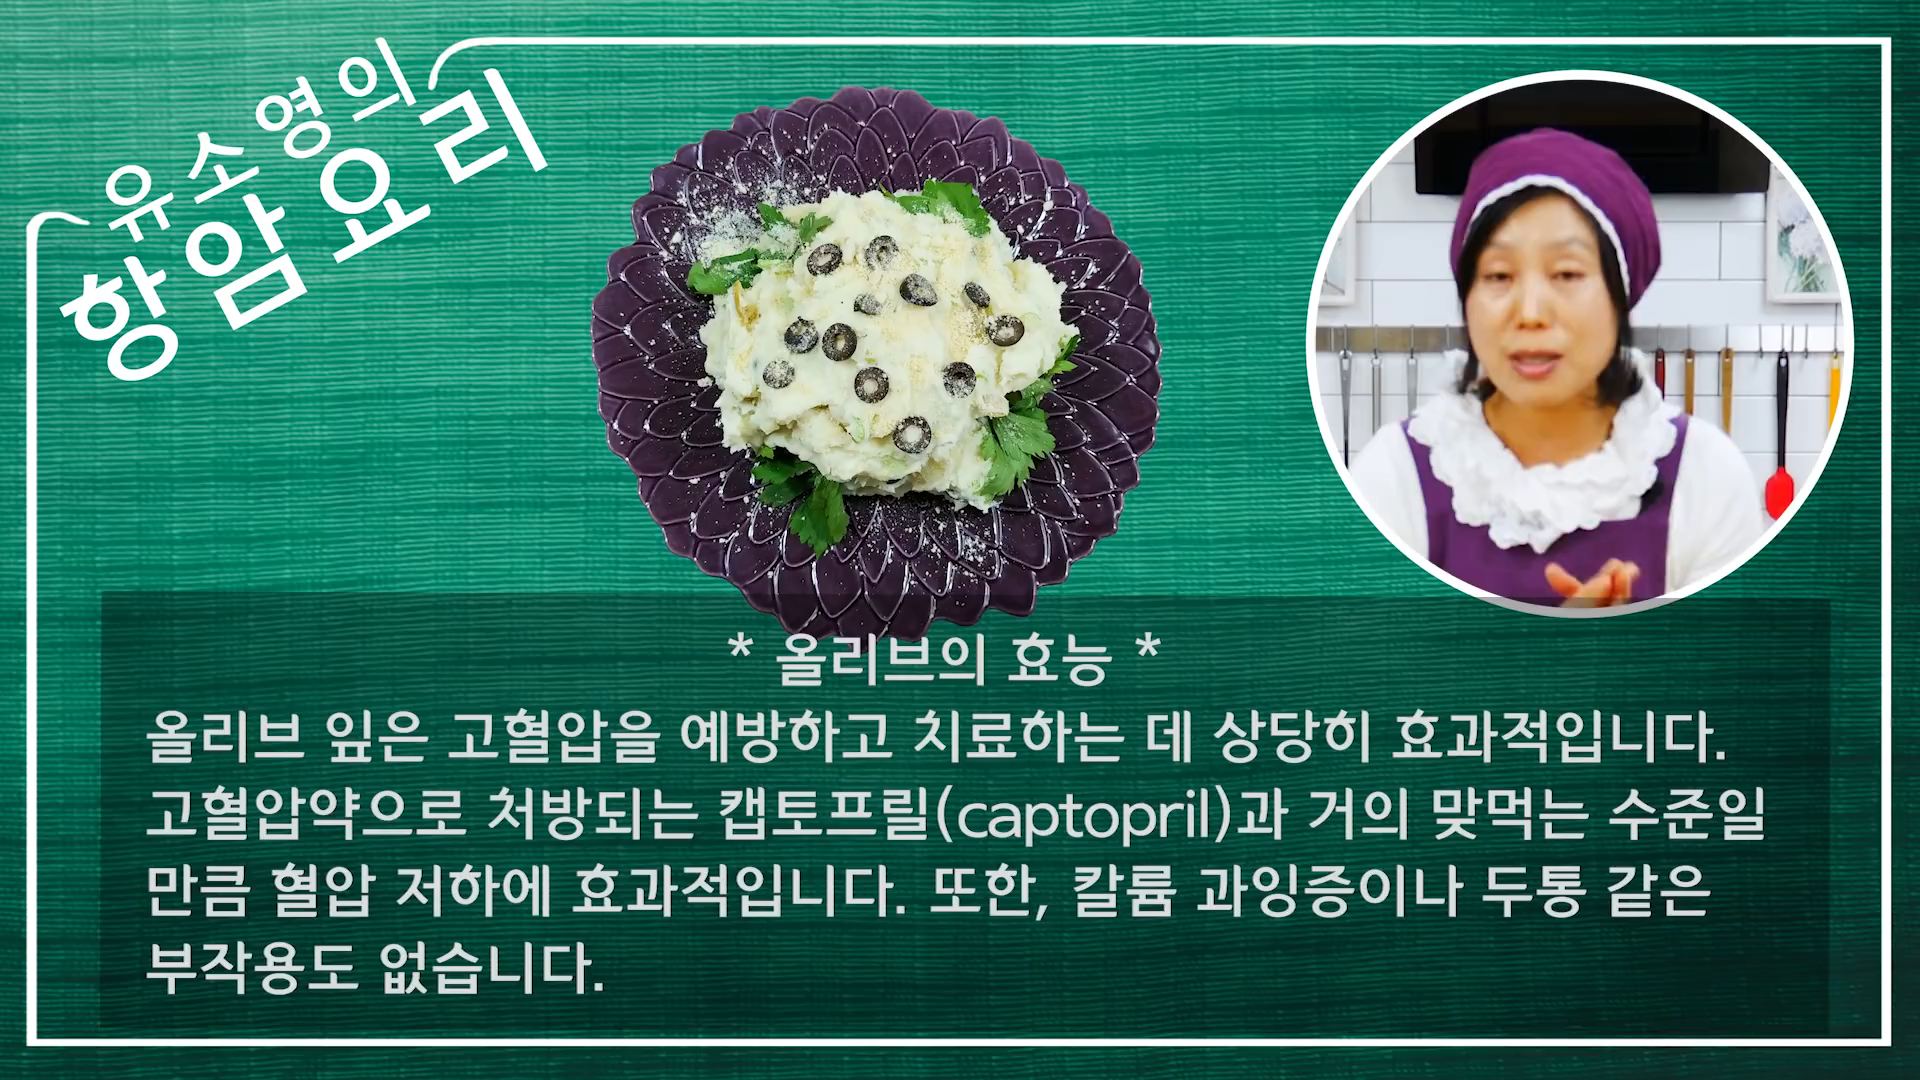 유소영의
항암요리
* 올리브의 효능 *
올리브 잎은 고혈압을 예방하고 치료하는 데 상당히 효과적입니다.
고혈압약으로 처방되는 캡토프릴(captopril)과 거의 맞먹는 수준일
만큼 혈압 저하에 효과적입니다. 또한, 칼륨 과잉증이나 두통 같은
부작용도 없습니다.